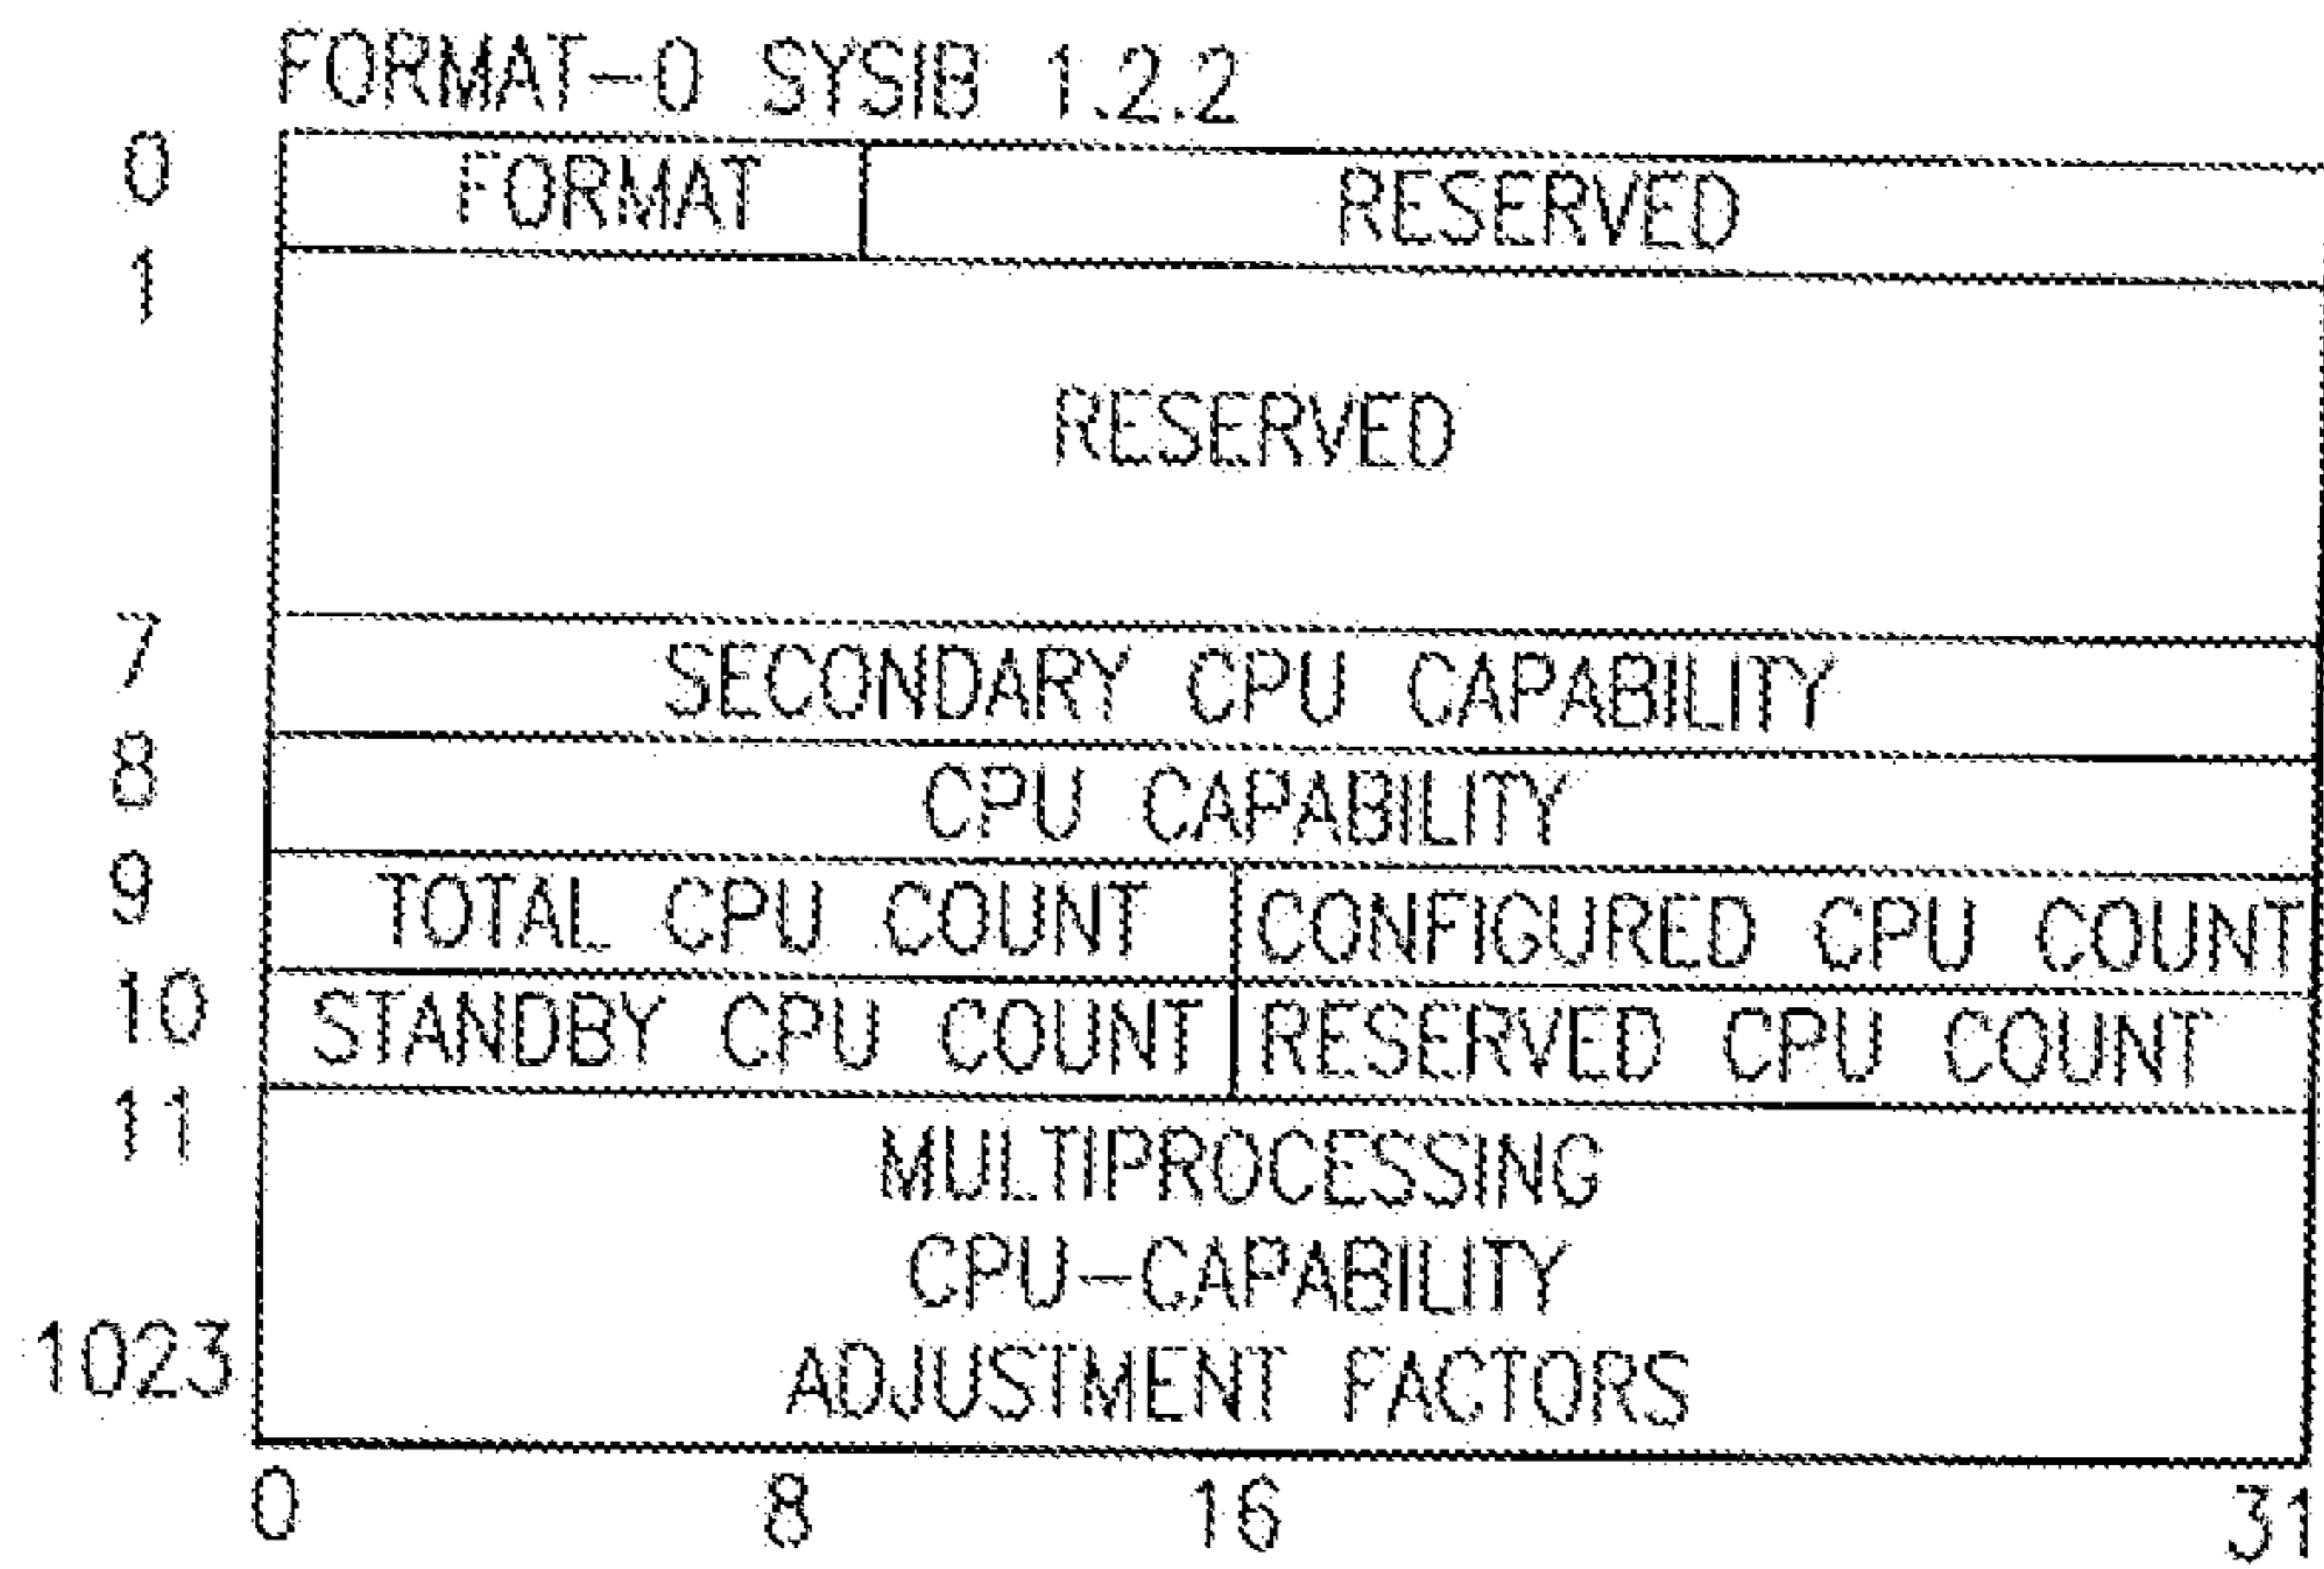 FORMAT-0 SYSIB 1.2.2
0 FORMAT RESERVED
1
RESERVED
7 SECONDARY CPU CAPABILITY
8 CPU CAPABILITY
9 TOTAL CPU COUNT CONFIGURED CPU COUNT
10 STANDBY CPU COUNT RESERVED CPU COUNT
11 MULTIPROCESSING
CPU-CAPABILITY
1023 ADJUSTMENT FACTORS
0 8 16 31